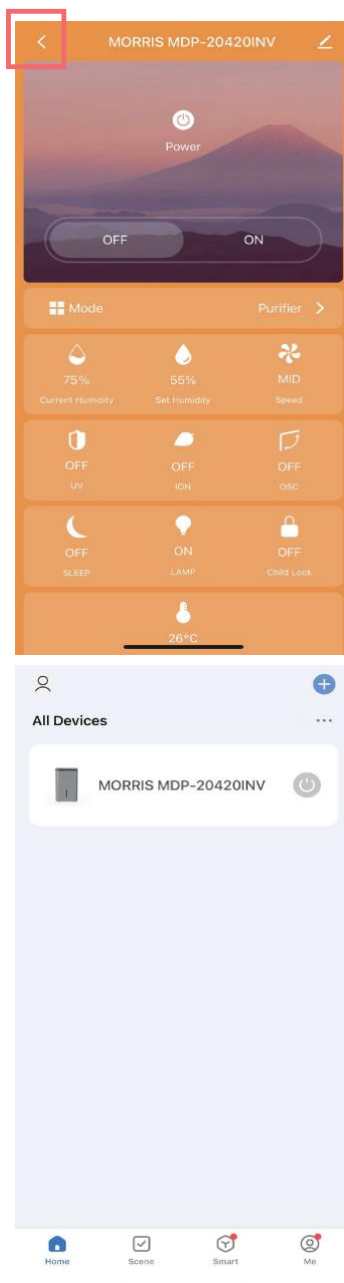 MORRIS MDP-20420INV
Power
OFF ON
Mode Purifier
75% 55% MID
Current Humidity Set Humidity Speed
OFF OFF OFF
UV ION OSC
OFF ON OFF
SLEEP LAMP Child Lock
26°C
All Devices
MORRIS MDP-20420INV
Home Scene Smart Me